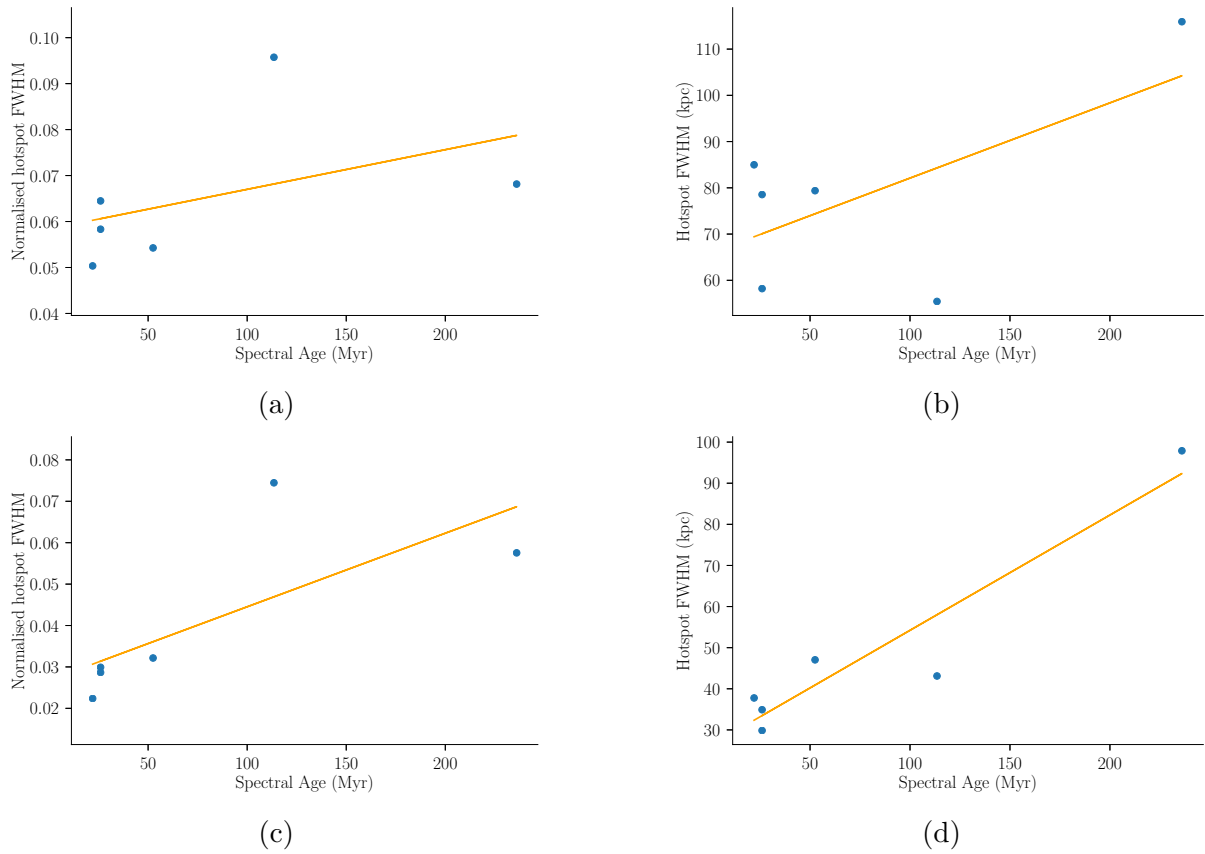 0.10
0.09
0.08
0.07
0.06
0.05
0.04
Normalised hotspot FWHM
50 100 150 200
Spectral Age (Myr)
(a)
110
100
90
80
70
60
Hotspot FWHM (kpc)
50 100 150 200
Spectral Age (Myr)
(b)
0.08
0.07
0.06
0.05
0.04
0.03
0.02
Normalised hotspot FWHM
50 100 150 200
Spectral Age (Myr)
(c)
100
90
80
70
60
50
40
30
Hotspot FWHM (kpc)
50 100 150 200
Spectral Age (Myr)
(d)